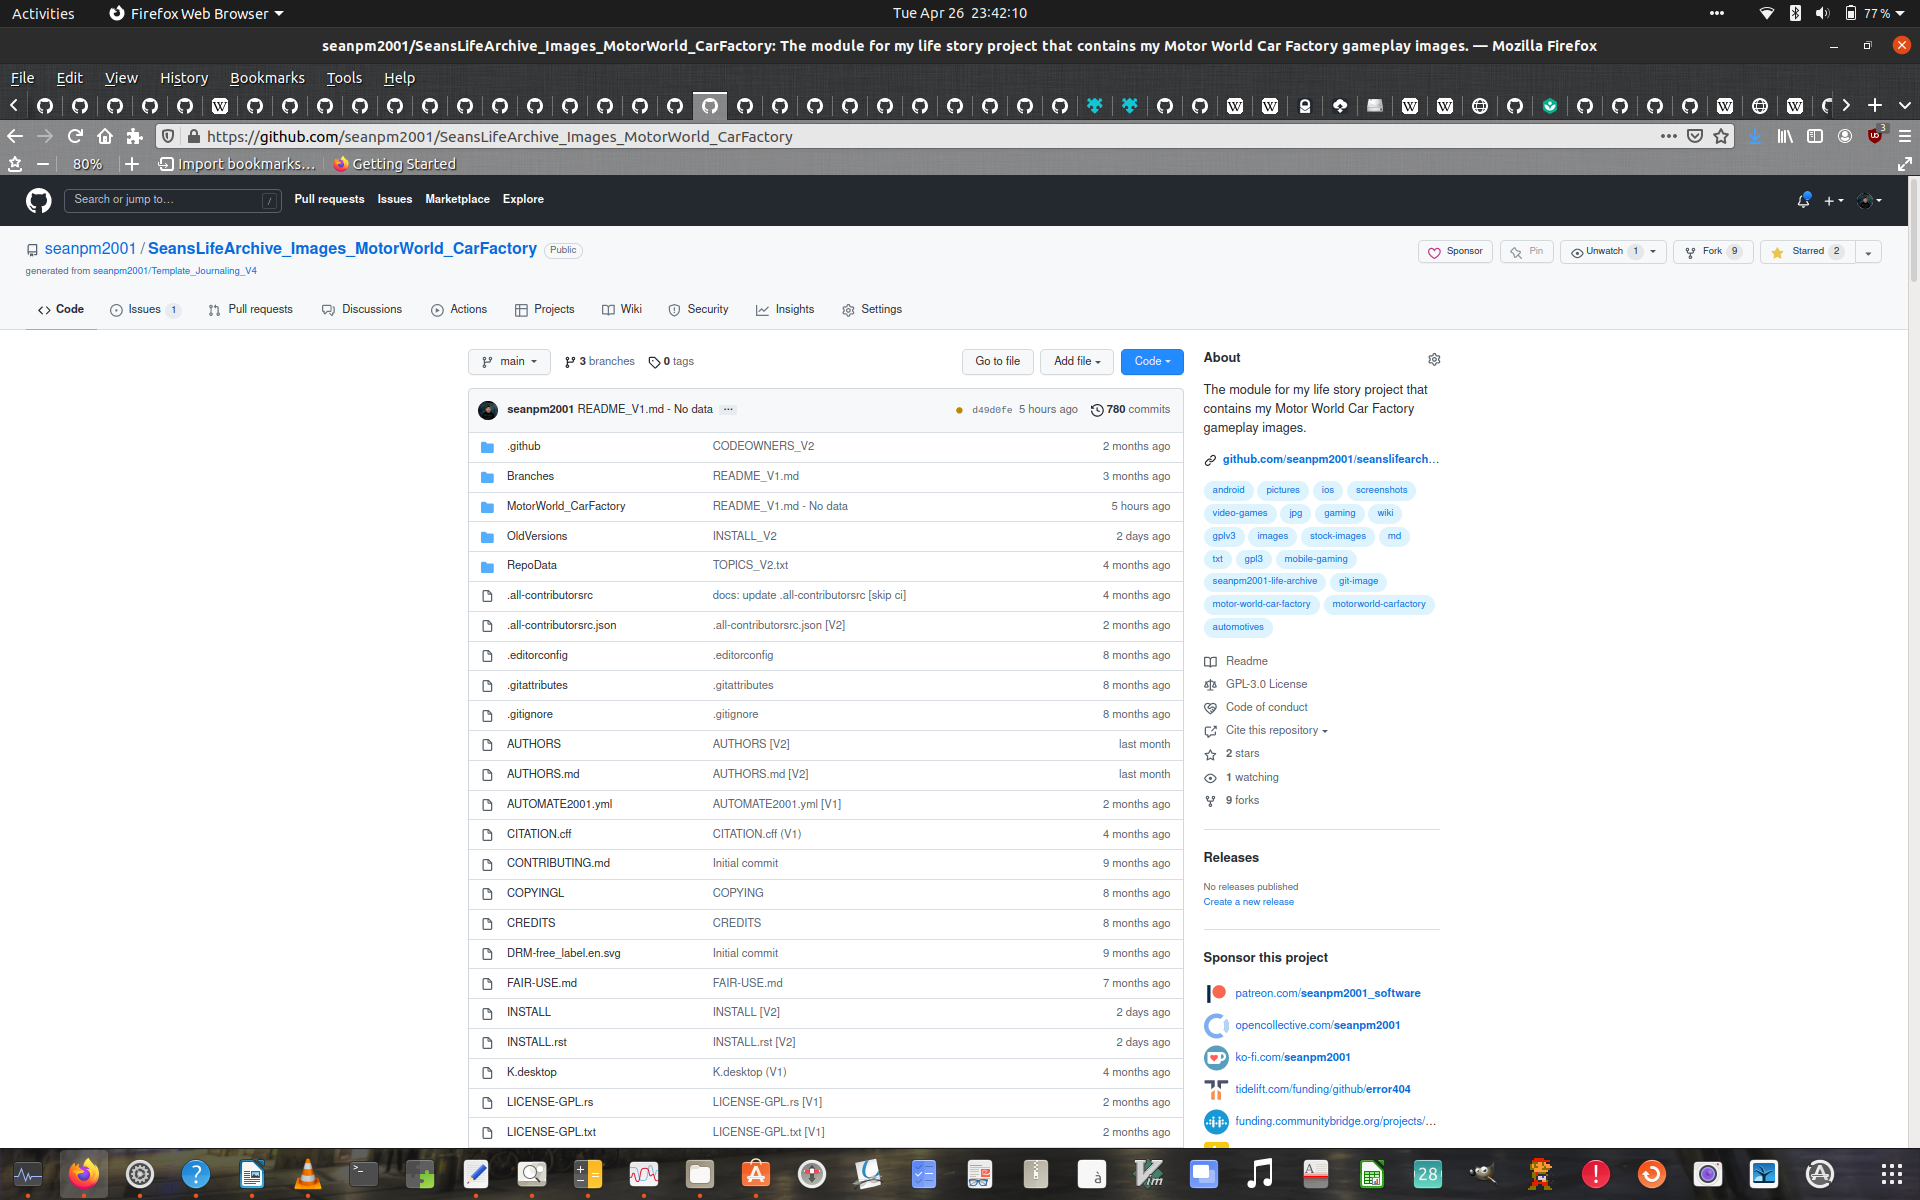 Activities
Firefox Web Browser
Tue Apr 26 23:42:10
77 %
seanpm2001/SeansLifeArchive_Images_MotorWorld_CarFactory: The module for my life story project that contains my Motor World Car Factory gameplay images. — Mozilla Firefox
File Edit View History Bookmarks Tools Help
https://github.com/seanpm2001/SeansLifeArchive_Images_MotorWorld_CarFactory
3
80% Import bookmarks... Getting Started
Search or jump to… /
Pull requests Issues Marketplace Explore
seanpm2001 / SeansLifeArchive_Images_MotorWorld_CarFactory Public
generated from seanpm2001/Template_Journaling_V4
Sponsor Pin Unwatch 1 Fork 9 Starred 2
Code Issues 1 Pull requests Discussions Actions Projects Wiki Security Insights Settings
main 3 branches 0 tags Go to file Add file Code
seanpm2001 README_V1.md - No data ... d49d0fe 5 hours ago 780 commits
.github CODEOWNERS_V2 2 months ago
Branches README_V1.md 3 months ago
MotorWorld_CarFactory README_V1.md - No data 5 hours ago
OldVersions INSTALL_V2 2 days ago
RepoData TOPICS_V2.txt 4 months ago
.all-contributorsrc docs: update .all-contributorsrc [skip ci] 4 months ago
.all-contributorsrc.json .all-contributorsrc.json [V2] 2 months ago
.editorconfig .editorconfig 8 months ago
.gitattributes .gitattributes 8 months ago
.gitignore .gitignore 8 months ago
AUTHORS AUTHORS [V2] last month
AUTHORS.md AUTHORS.md [V2] last month
AUTOMATE2001.yml AUTOMATE2001.yml [V1] 2 months ago
CITATION.cff CITATION.cff (V1) 4 months ago
CONTRIBUTING.md Initial commit 9 months ago
COPYINGL COPYING 8 months ago
CREDITS CREDITS 8 months ago
DRM-free_label.en.svg Initial commit 9 months ago
FAIR-USE.md FAIR-USE.md 7 months ago
INSTALL INSTALL [V2] 2 days ago
INSTALL.rst INSTALL.rst [V2] 2 days ago
K.desktop K.desktop (V1) 4 months ago
LICENSE-GPL.rs LICENSE-GPL.rs [V1] 2 months ago
LICENSE-GPL.txt LICENSE-GPL.txt [V1] 2 months ago
About
The module for my life story project that
contains my Motor World Car Factory
gameplay images.
github.com/seanpm2001/seanslifearch…
android pictures ios screenshots
video-games jpg gaming wiki
gplv3 images stock-images md
txt gpl3 mobile-gaming
seanpm2001-life-archive git-image
motor-world-car-factory motorworld-carfactory
automotives
Readme
GPL-3.0 License
Code of conduct
Cite this repository
2 stars
1 watching
9 forks
Releases
No releases published
Create a new release
Sponsor this project
patreon.com/seanpm2001_software
opencollective.com/seanpm2001
ko-fi.com/seanpm2001
tidelift.com/funding/github/error404
funding.communitybridge.org/projects/…
à
Vim
28